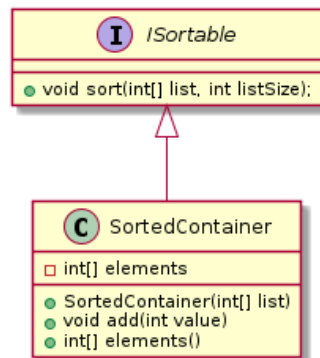 I ISortable
void sort(int[] list, int listSize);
C SortedContainer
int[] elements
SortedContainer(int[] list)
void add(int value)
int[] elements()